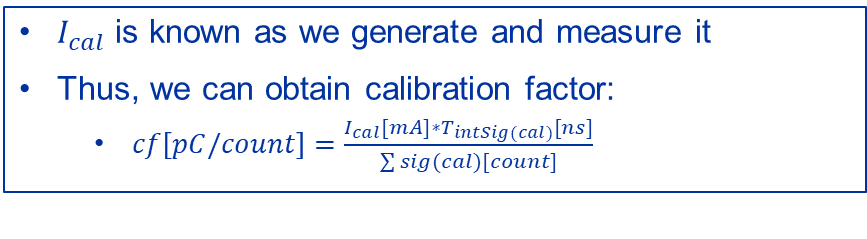 • I_cal is known as we generate and measure it
• Thus, we can obtain calibration factor:
• cf[pC/count] = (I_cal[mA]*T_intSig(cal)[ns]) / (∑ sig(cal)[count])